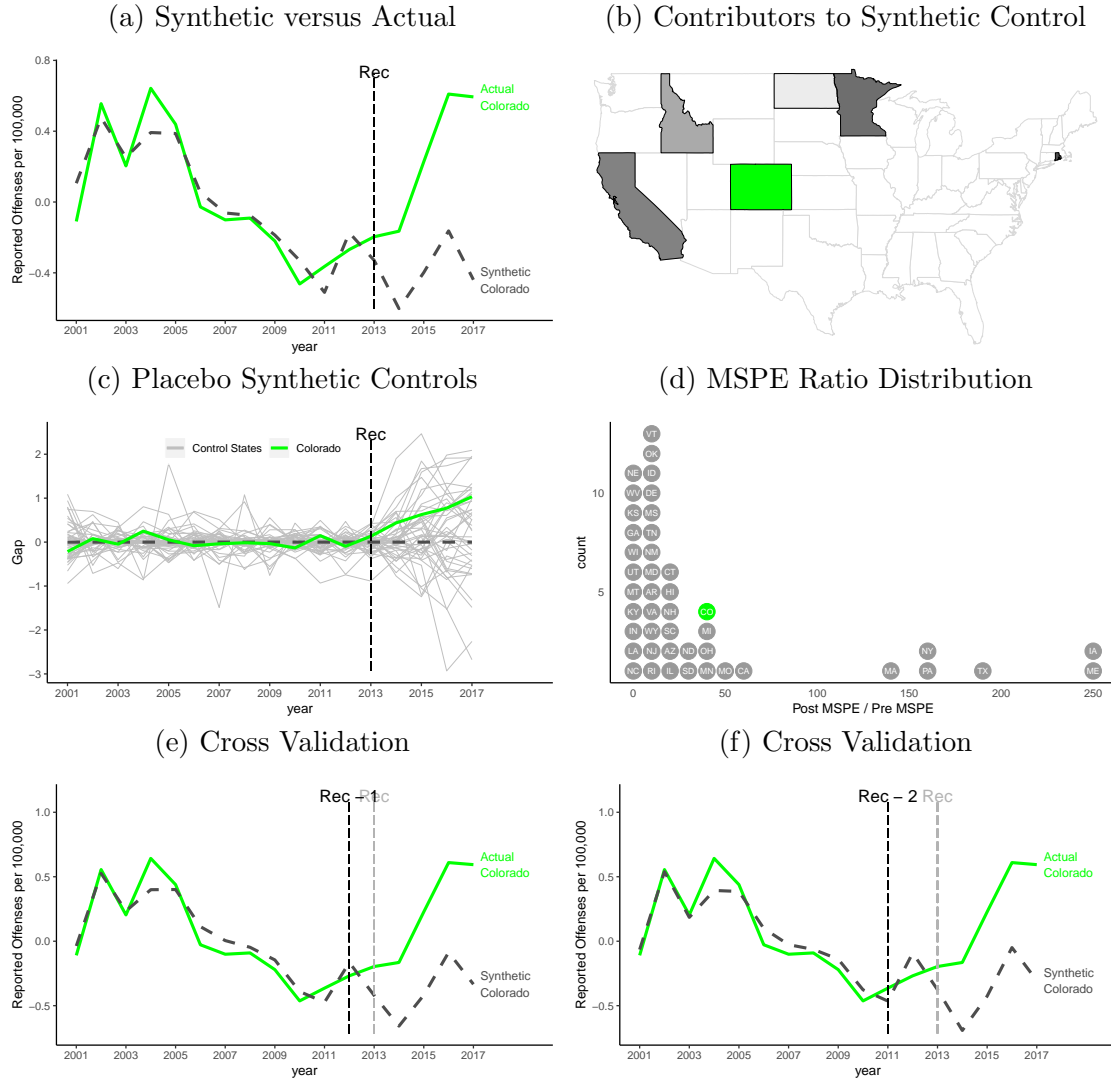 (a) Synthetic versus Actual
(b) Contributors to Synthetic Control
0.8
0.4
0.0
−0.4
Reported Offenses per 100,000
Rec
Actual
Colorado
Synthetic
Colorado
2001 2003 2005 2007 2009 2011 2013 2015 2017
year
(c) Placebo Synthetic Controls
(d) MSPE Ratio Distribution
2
1
0
−1
−2
−3
Gap
Control States Colorado
Rec
2001 2003 2005 2007 2009 2011 2013 2015 2017
year
10
5
count
VT
OK
NE ID
WV DE
KS MS
GA TN
WI NM
UT MD CT
MT AR HI
KY VA NH CO
IN WY SC MI
LA NJ AZ ND OH NY IA
NC RI IL SD MN MO CA MA PA TX ME
0 50 100 150 200 250
Post MSPE / Pre MSPE
(e) Cross Validation
(f) Cross Validation
1.0
0.5
0.0
−0.5
Reported Offenses per 100,000
Rec − 1 Rec
Actual
Colorado
Synthetic
Colorado
2001 2003 2005 2007 2009 2011 2013 2015 2017
year
1.0
0.5
0.0
−0.5
Reported Offenses per 100,000
Rec − 2 Rec
Actual
Colorado
Synthetic
Colorado
2001 2003 2005 2007 2009 2011 2013 2015 2017
year